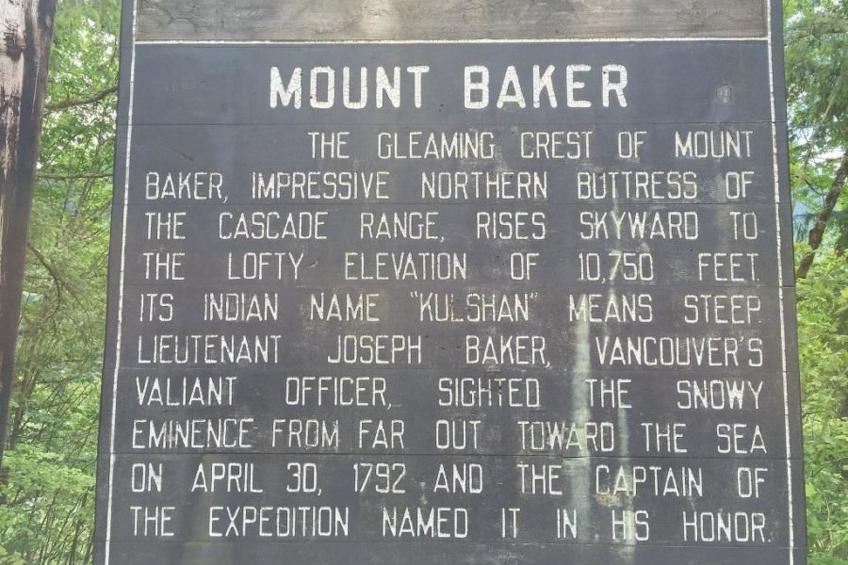 MOUNT BAKER
THE GLEAMING CREST OF MOUNT
BAKER, IMPRESSIVE NORTHERN BUTTRESS OF
THE CASCADE RANGE, RISES SKYWARD TO
THE LOFTY ELEVATION OF 10,750 FEET.
ITS INDIAN NAME "KULSHAN" MEANS STEEP.
LIEUTENANT JOSEPH BAKER, VANCOUVER'S
VALIANT OFFICER, SIGHTED THE SNOWY
EMINENCE FROM FAR OUT TOWARD THE SEA
ON APRIL 30, 1792 AND THE CAPTAIN OF
THE EXPEDITION NAMED IT IN HIS HONOR.